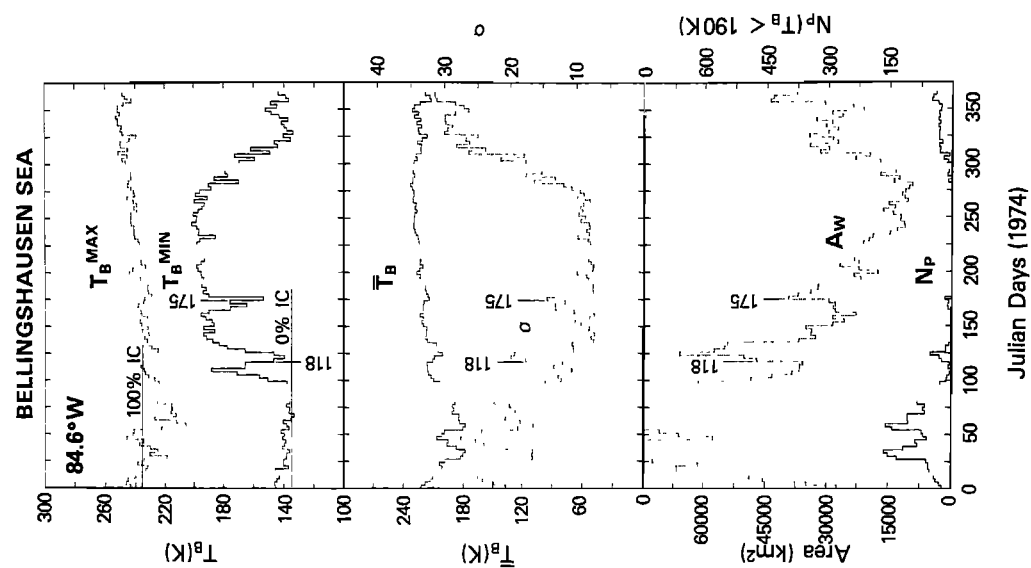 BELLINGSHAUSEN SEA
84.6°W
100% IC
T_B^MAX
T_B^MIN
175
0% IC
118
300
260
220
180
140
100
T_B(K)
T̄_B
σ
118
175
240
180
120
60
T̄_B(K)
40
30
20
10
σ
118
175
A_W
N_P
0
60000
45000
30000
15000
Area (km²)
0
600
450
300
150
N_P(T_B < 190K)
0
50
100
150
200
250
300
350
Julian Days (1974)